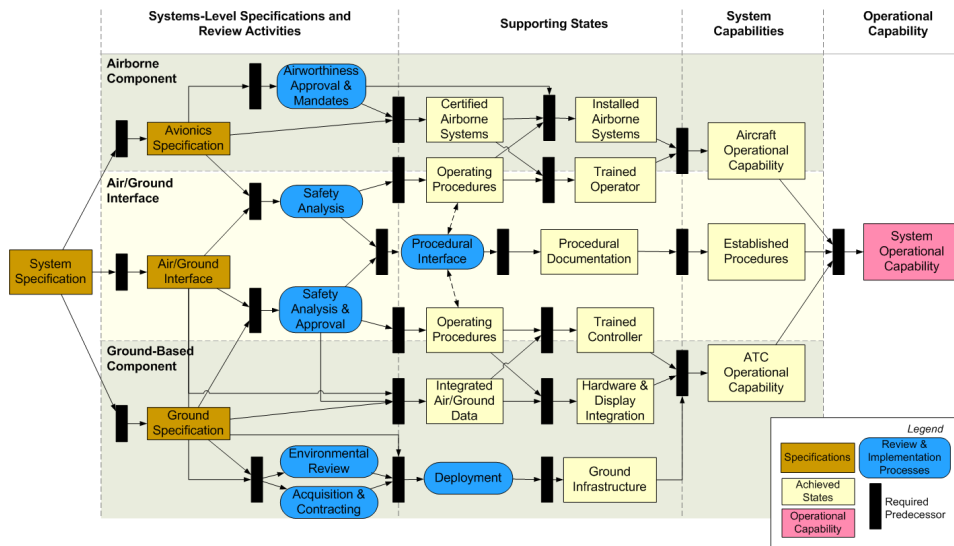 Systems-Level Specifications and
Review Activities
Supporting States
System
Capabilities
Operational
Capability
Airborne
Component
Airworthiness
Approval &
Mandates
Certified
Airborne
Systems
Installed
Airborne
Systems
Avionics
Specification
Aircraft
Operational
Capability
Air/Ground
Interface
Safety
Analysis
Operating
Procedures
Trained
Operator
System
Specification
Air/Ground
Interface
Procedural
Interface
Procedural
Documentation
Established
Procedures
System
Operational
Capability
Safety
Analysis &
Approval
Operating
Procedures
Trained
Controller
Ground-Based
Component
ATC
Operational
Capability
Integrated
Air/Ground
Data
Hardware &
Display
Integration
Ground
Specification
Environmental
Review
Acquisition &
Contracting
Deployment
Ground
Infrastructure
Legend
Specifications
Review &
Implementation
Processes
Achieved
States
Operational
Capability
Required
Predecessor